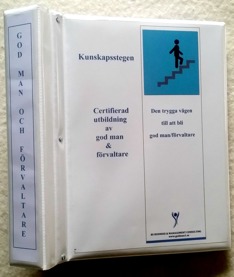 GOD MAN OCH FÖRVALTARE
Kunskapsstegen
Certifierad
utbildning
av
god man
&
förvaltare
Den trygga vägen
till att bli
god man/förvaltare